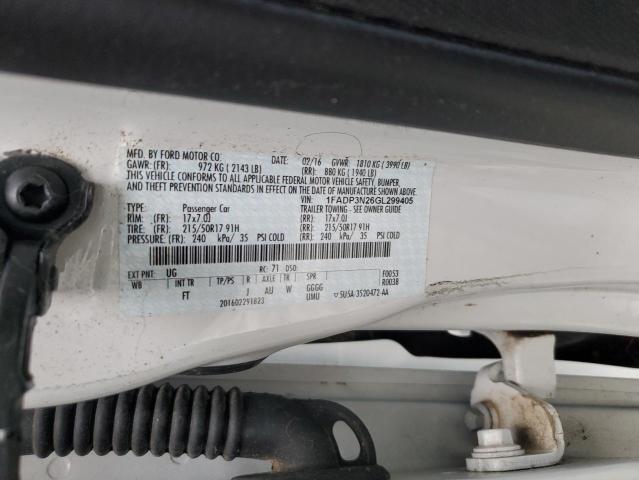 MFD. BY FORD MOTOR CO. DATE: 02/16 GVWR: 1810 KG ( 3990 LB)
GAWR: (FR) 972 KG ( 2143 LB) (RR) 880 KG ( 1940 LB)
THIS VEHICLE CONFORMS TO ALL APPLICABLE FEDERAL MOTOR VEHICLE SAFETY, BUMPER,
AND THEFT PREVENTION STANDARDS IN EFFECT ON THE DATE OF MANUFACTURE SHOWN ABOVE.
VIN: 1FADP3N26GL299405
TYPE: Passenger Car TRAILER TOWING - SEE OWNER GUIDE
RIM: (FR) 17x7.0J (RR) 17x7.0J
TIRE: (FR) 215/50R17 91H (RR) 215/50R17 91H
PRESSURE: (FR) 240 kPa/ 35 PSI COLD (RR) 240 kPa/ 35 PSI COLD
EXT PNT: UG RC: 71 DSO: F0053
WB INT TR TP/PS R AXLE TR SPR R0038
FT J AU W GGGG
201602291823 UMU 5U5A-3520472-AA